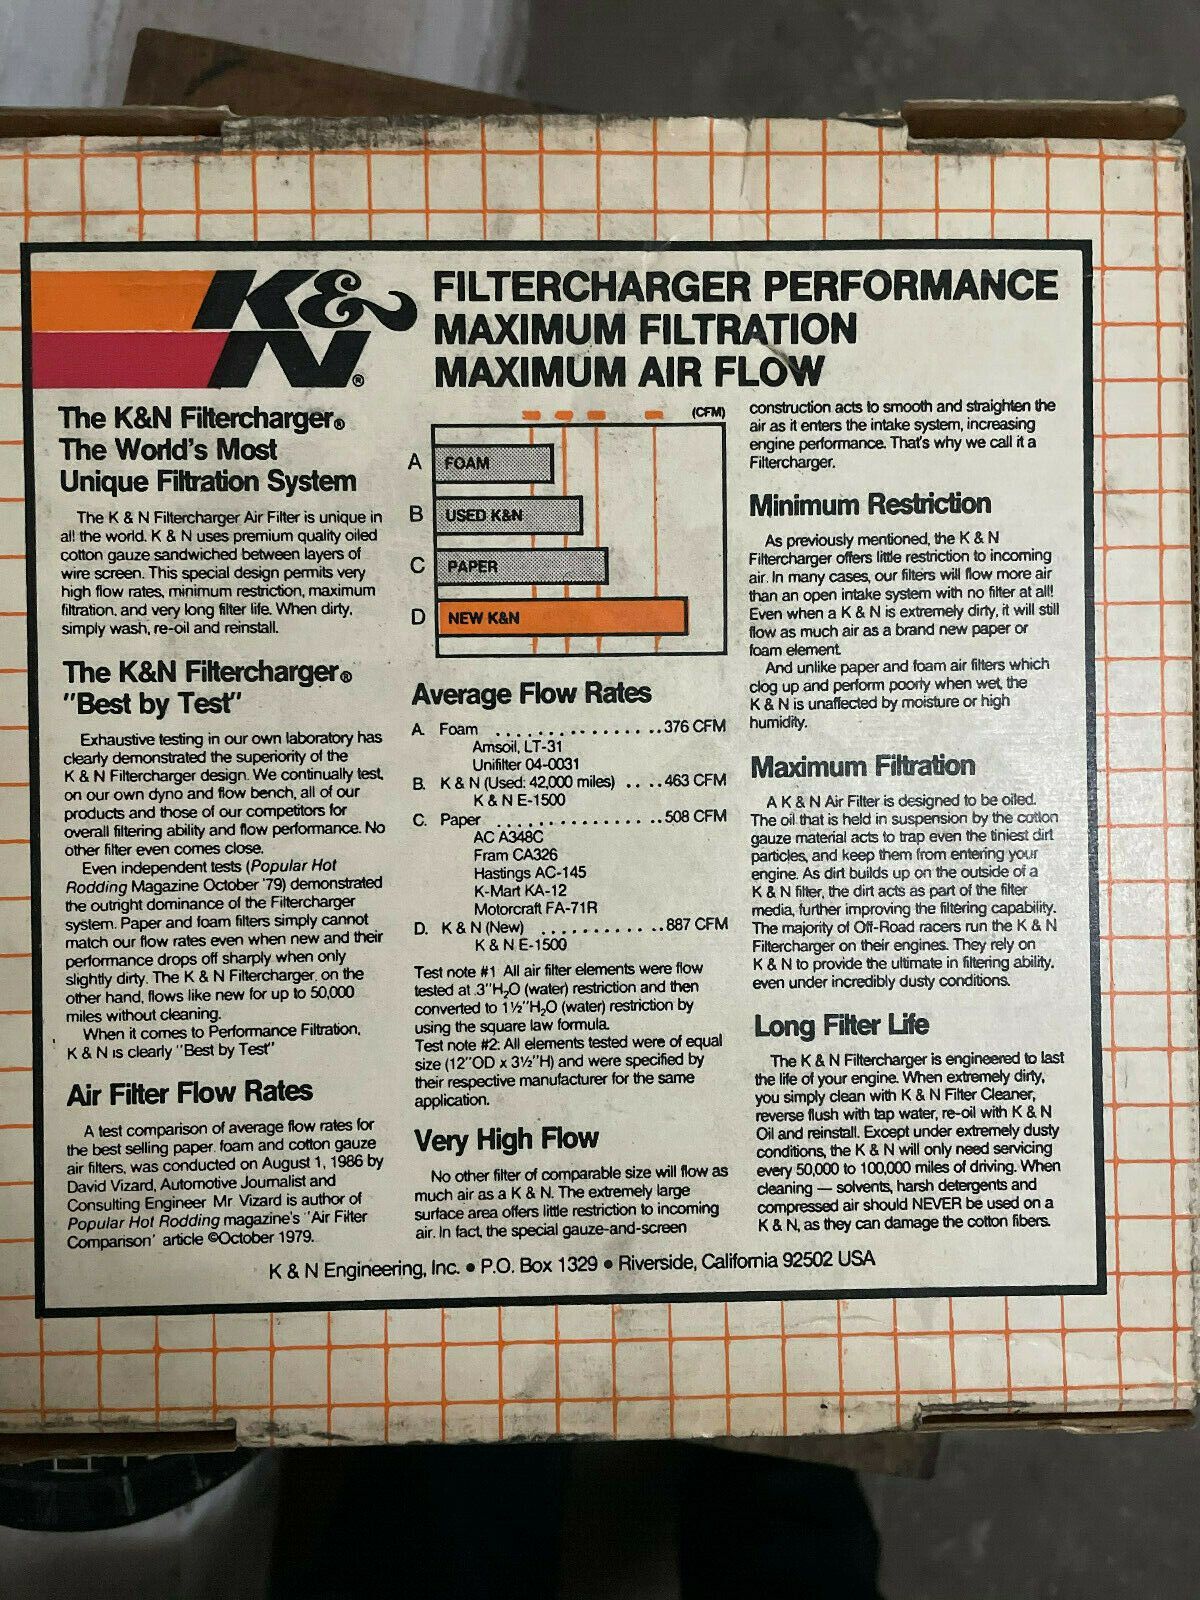 K&N®
FILTERCHARGER PERFORMANCE
MAXIMUM FILTRATION
MAXIMUM AIR FLOW
The K&N Filtercharger®
The World's Most
Unique Filtration System
The K & N Filtercharger Air Filter is unique in
all the world. K & N uses premium quality oiled
cotton gauze sandwiched between layers of
wire screen. This special design permits very
high flow rates, minimum restriction, maximum
filtration, and very long filter life. When dirty,
simply wash, re-oil and reinstall.
The K&N Filtercharger®
"Best by Test"
Exhaustive testing in our own laboratory has
clearly demonstrated the superiority of the
K & N Filtercharger design. We continually test,
on our own dyno and flow bench, all of our
products and those of our competitors for
overall filtering ability and flow performance. No
other filter even comes close.
Even independent tests (Popular Hot
Rodding Magazine October '79) demonstrated
the outright dominance of the Filtercharger
system. Paper and foam filters simply cannot
match our flow rates even when new and their
performance drops off sharply when only
slightly dirty. The K & N Filtercharger, on the
other hand, flows like new for up to 50,000
miles without cleaning.
When it comes to Performance Filtration,
K & N is clearly "Best by Test"
Air Filter Flow Rates
A test comparison of average flow rates for
the best selling paper, foam and cotton gauze
air filters, was conducted on August 1, 1986 by
David Vizard, Automotive Journalist and
Consulting Engineer Mr. Vizard is author of
Popular Hot Rodding magazine's "Air Filter
Comparison' article ©October 1979.
(CFM)
A FOAM
B USED K&N
C PAPER
D NEW K&N
Average Flow Rates
A. Foam ................376 CFM
Amsoil, LT-31
Unifilter 04-0031
B. K & N (Used: 42,000 miles) ....463 CFM
K & N E-1500
C. Paper ................508 CFM
AC A348C
Fram CA326
Hastings AC-145
K-Mart KA-12
Motorcraft FA-71R
D. K & N (New) ............887 CFM
K & N E-1500
Test note #1 All air filter elements were flow
tested at .3"H₂O (water) restriction and then
converted to 1½"H₂O (water) restriction by
using the square law formula.
Test note #2: All elements tested were of equal
size (12"OD x 3½"H) and were specified by
their respective manufacturer for the same
application.
Very High Flow
No other filter of comparable size will flow as
much air as a K & N. The extremely large
surface area offers little restriction to incoming
air. In fact, the special gauze-and-screen
construction acts to smooth and straighten the
air as it enters the intake system, increasing
engine performance. That's why we call it a
Filtercharger.
Minimum Restriction
As previously mentioned, the K & N
Filtercharger offers little restriction to incoming
air. In many cases, our filters will flow more air
than an open intake system with no filter at all!
Even when a K & N is extremely dirty, it will still
flow as much air as a brand new paper or
foam element.
And unlike paper and foam air filters which
clog up and perform poorly when wet, the
K & N is unaffected by moisture or high
humidity.
Maximum Filtration
A K & N Air Filter is designed to be oiled.
The oil that is held in suspension by the cotton
gauze material acts to trap even the tiniest dirt
particles, and keep them from entering your
engine. As dirt builds up on the outside of a
K & N filter, the dirt acts as part of the filter
media, further improving the filtering capability.
The majority of Off-Road racers run the K & N
Filtercharger on their engines. They rely on
K & N to provide the ultimate in filtering ability,
even under incredibly dusty conditions.
Long Filter Life
The K & N Filtercharger is engineered to last
the life of your engine. When extremely dirty,
you simply clean with K & N Filter Cleaner,
reverse flush with tap water, re-oil with K & N
Oil and reinstall. Except under extremely dusty
conditions, the K & N will only need servicing
every 50,000 to 100,000 miles of driving. When
cleaning — solvents, harsh detergents and
compressed air should NEVER be used on a
K & N, as they can damage the cotton fibers.
K & N Engineering, Inc. • P.O. Box 1329 • Riverside, California 92502 USA